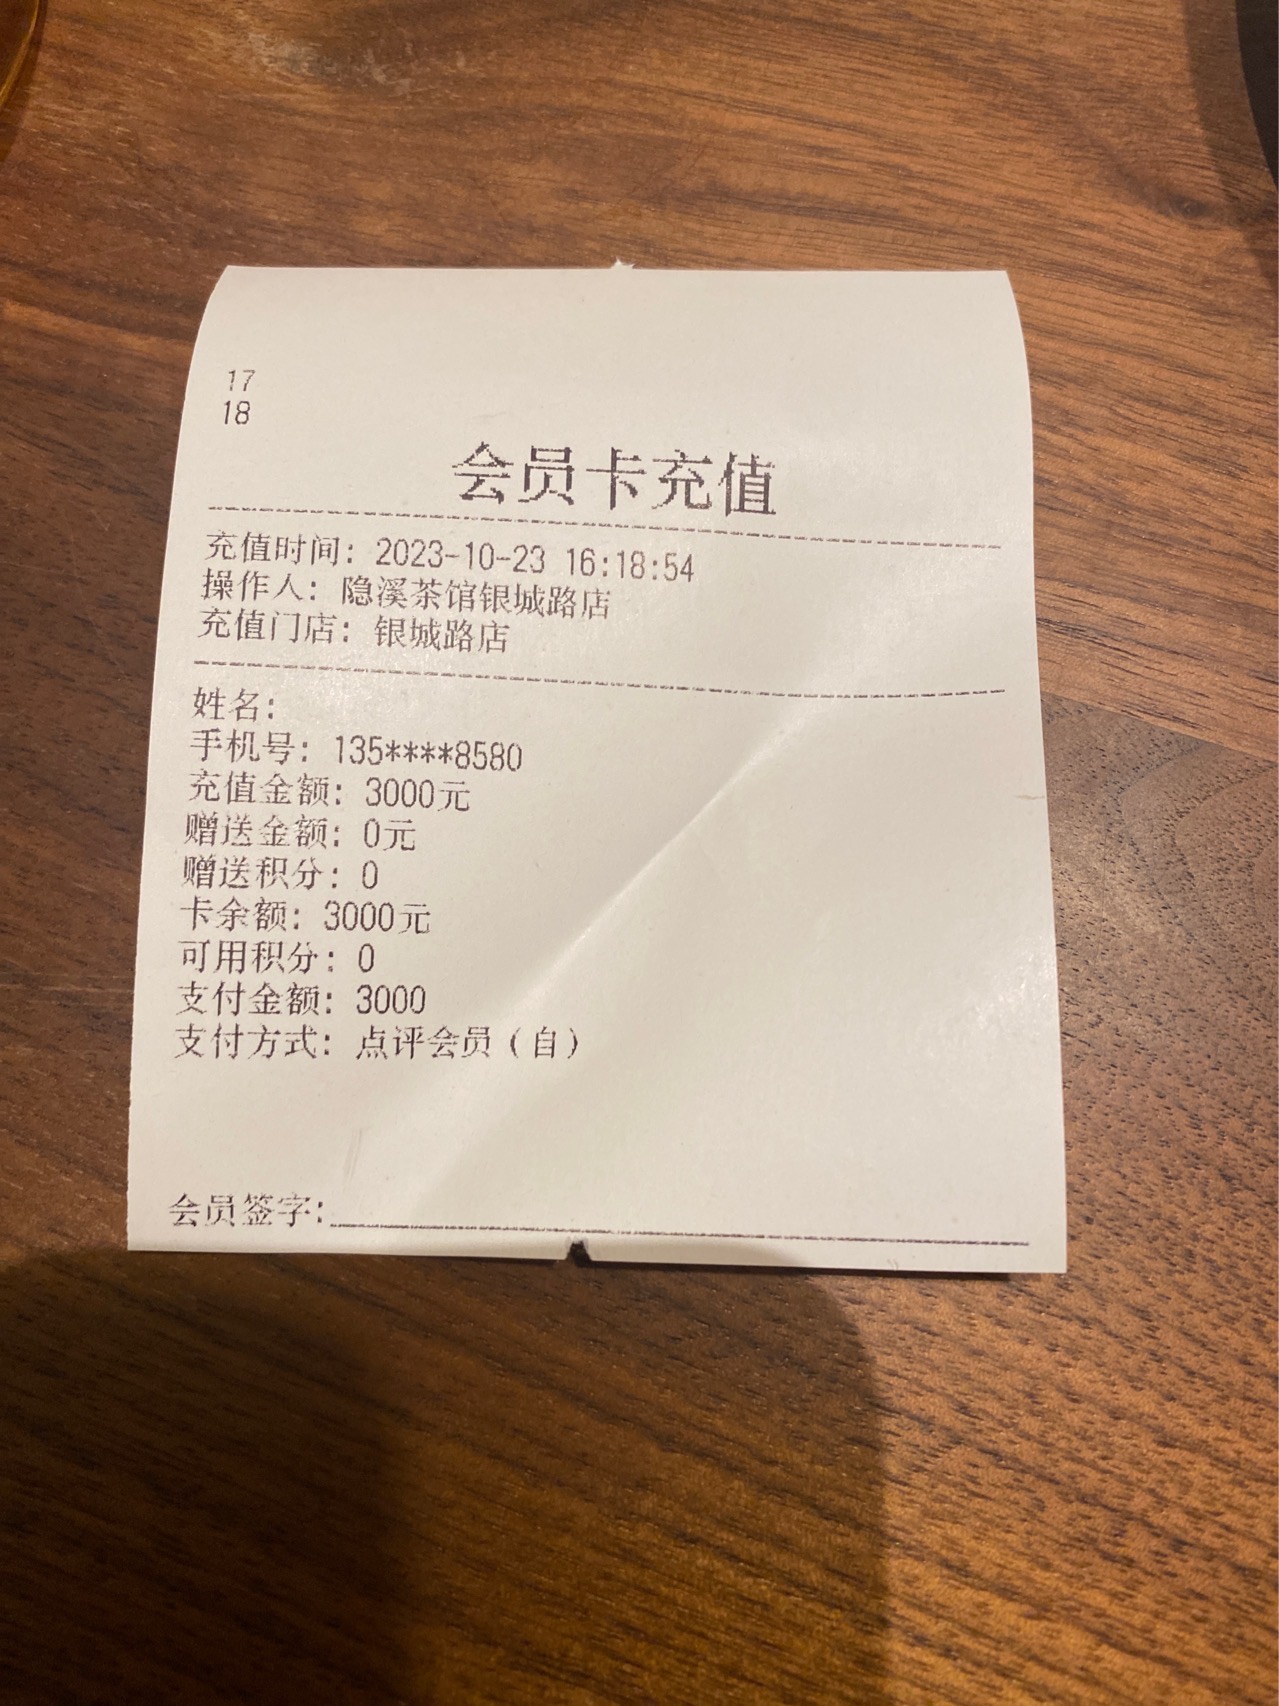 17
18
会员卡充值
充值时间：2023-10-23 16:18:54
操作人：隐溪茶馆银城路店
充值门店：银城路店
姓名：
手机号：135****8580
充值金额：3000元
赠送金额：0元
赠送积分：0
卡余额：3000元
可用积分：0
支付金额：3000
支付方式：点评会员（自）
会员签字：